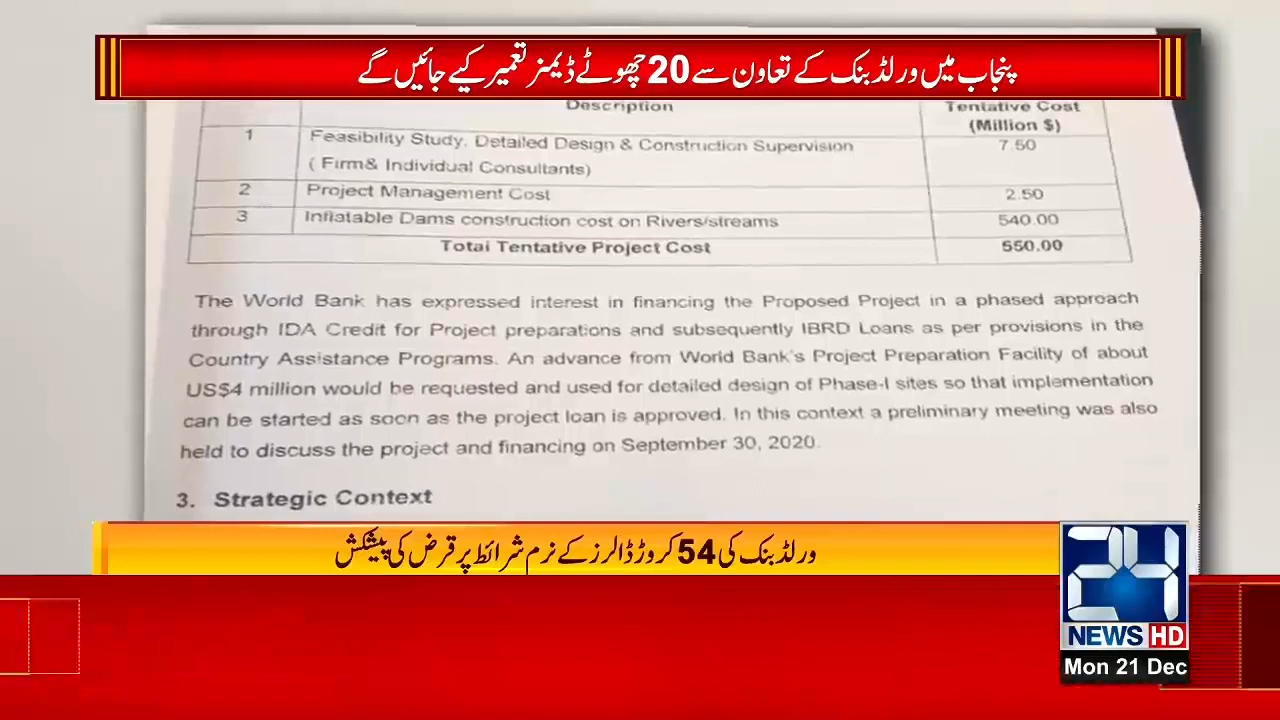 پنجاب میں ورلڈ بنک کے تعاون سے 20 چھوٹے ڈیمز تعمیر کیے جائیں گے
Description Tentative Cost (Million $)
1 Feasibility Study, Detailed Design & Construction Supervision ( Firm& Individual Consultants) 7.50
2 Project Management Cost 2.50
3 Inflatable Dams construction cost on Rivers/streams 540.00
Total Tentative Project Cost 550.00
The World Bank has expressed interest in financing the Proposed Project in a phased approach
through IDA Credit for Project preparations and subsequently IBRD Loans as per provisions in the
Country Assistance Programs. An advance from World Bank's Project Preparation Facility of about
US$4 million would be requested and used for detailed design of Phase-I sites so that implementation
can be started as soon as the project loan is approved. In this context a preliminary meeting was also
held to discuss the project and financing on September 30, 2020.
3. Strategic Context
ورلڈ بنک کی 54 کروڑ ڈالرز کے نرم شرائط پر قرض کی پیشکش
24
NEWS HD
Mon 21 Dec